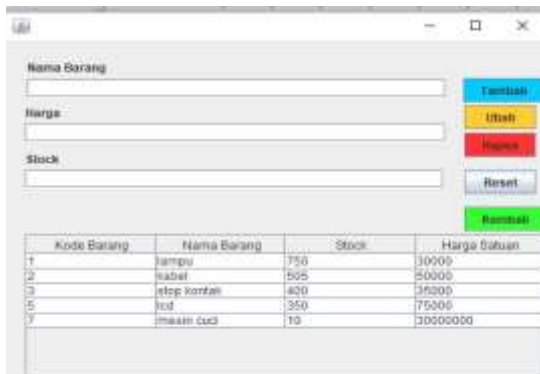 Nama Barang
Tambah
Harga
Ubah
Hapus
Stock
Reset
Kembali
Kode Barang Nama Barang Stock Harga Satuan
1 lampu 750 30000
2 kabel 505 50000
3 stop kontak 400 35000
5 lcd 350 75000
7 mesin cuci 10 30000000